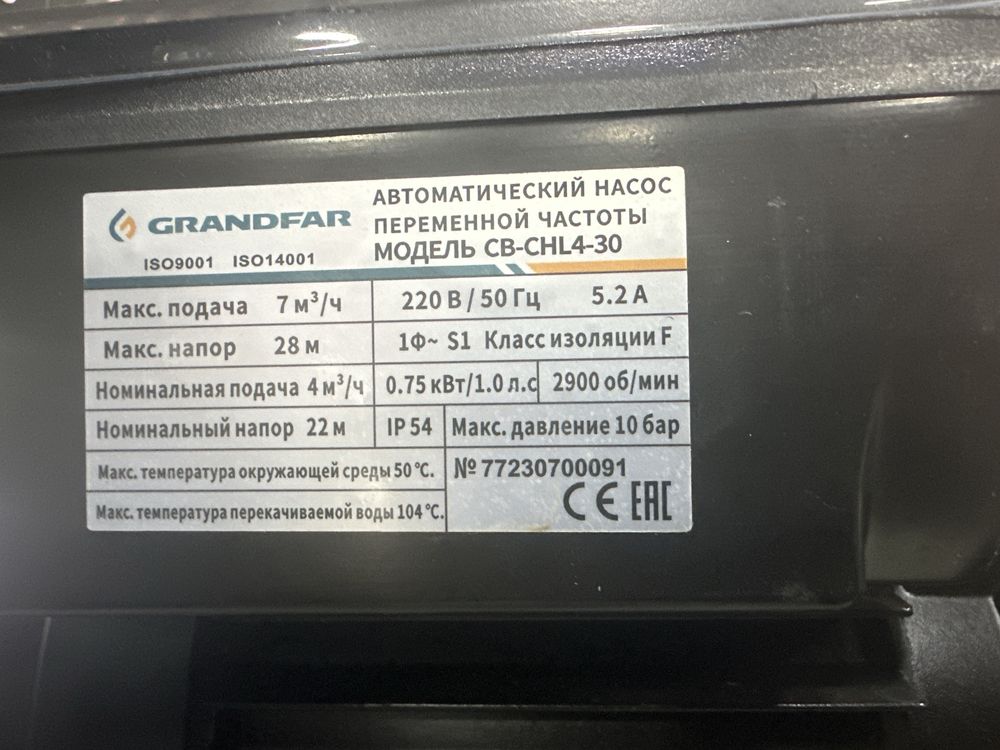 GRANDFAR
ISO9001 ISO14001
АВТОМАТИЧЕСКИЙ НАСОС
ПЕРЕМЕННОЙ ЧАСТОТЫ
МОДЕЛЬ CB-CHL4-30
Макс. подача 7 м³/ч 220 В / 50 Гц 5.2 А
Макс. напор 28 м 1Ф~ S1 Класс изоляции F
Номинальная подача 4 м³/ч 0.75 кВт/1.0 л.с 2900 об/мин
Номинальный напор 22 м IP 54 Макс. давление 10 бар
Макс. температура окружающей среды 50 °C. № 77230700091
Макс. температура перекачиваемой воды 104 °C. CE EAC